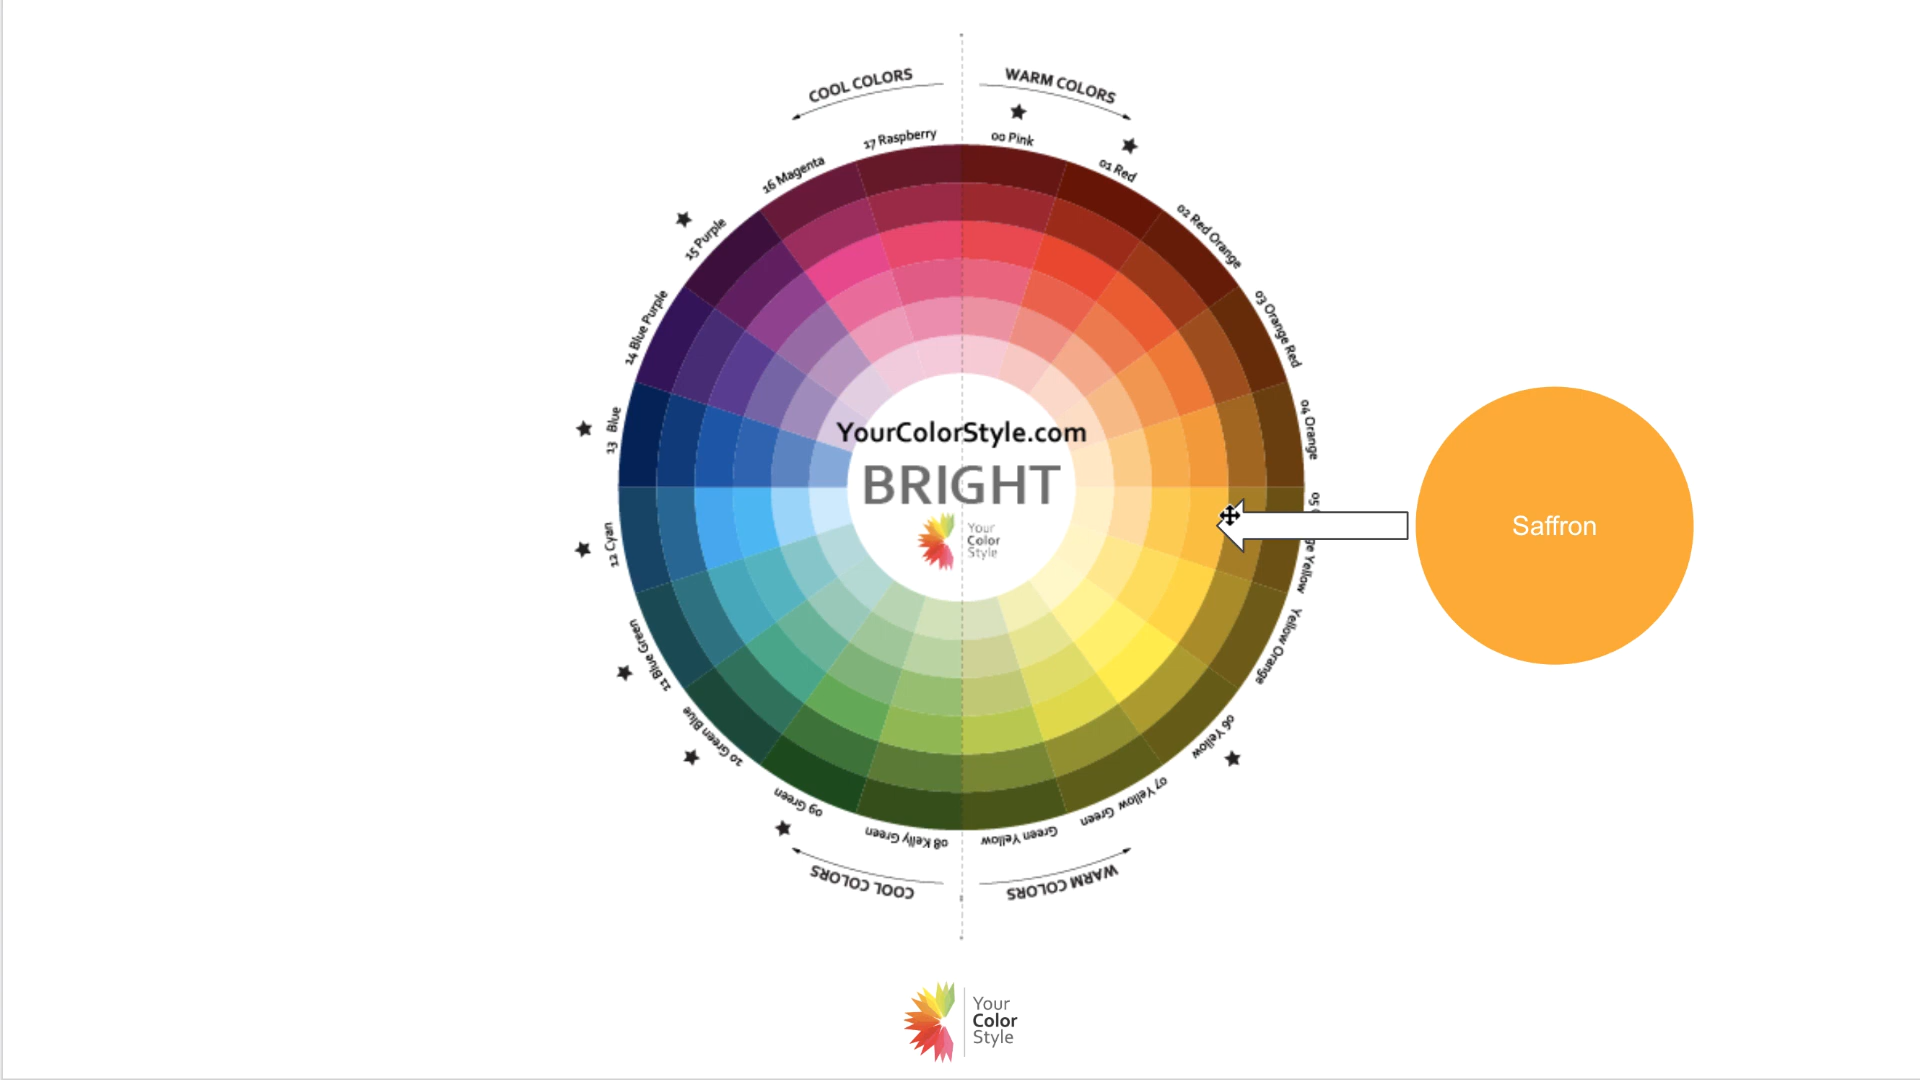 COOL COLORS
WARM COLORS
17 Raspberry
00 Pink
16 Magenta
01 Red
15 Purple
02 Red Orange
14 Blue Purple
03 Orange Red
13 Blue
04 Orange
YourColorStyle.com
BRIGHT
Your
Color
Style
05
Yellow
Saffron
12 Cyan
11 Blue Green
Yellow Orange
10 Green Blue
06 Yellow
09 Green
07 Yellow Green
08 Kelly Green
Green Yellow
COOL COLORS
WARM COLORS
Your
Color
Style